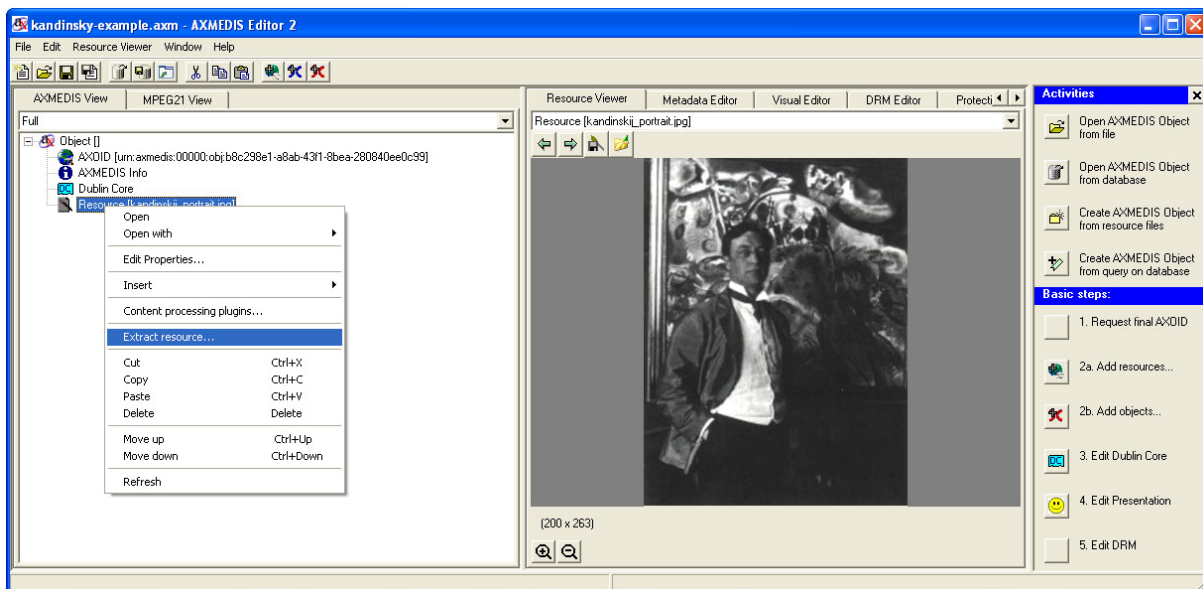 kandinsky-example.axm - AXMEDIS Editor 2
File Edit Resource Viewer Window Help
AXMEDIS View MPEG21 View
Full
Object []
AXOID [urn:axmedis:00000:obj:b8c298e1-a8ab-43f1-8bea-280840ee0c99]
AXMEDIS Info
DC Dublin Core
Resource [kandinskij_portrait.jpg]
Open
Open with
Edit Properties...
Insert
Content processing plugins...
Extract resource...
Cut Ctrl+X
Copy Ctrl+C
Paste Ctrl+V
Delete Delete
Move up Ctrl+Up
Move down Ctrl+Down
Refresh
Resource Viewer Metadata Editor Visual Editor DRM Editor Protecti
Resource [kandinskij_portrait.jpg]
(200 x 263)
Activities
Open AXMEDIS Object
from file
Open AXMEDIS Object
from database
Create AXMEDIS Object
from resource files
Create AXMEDIS Object
from query on database
Basic steps:
1. Request final AXOID
2a. Add resources...
2b. Add objects...
DC 3. Edit Dublin Core
4. Edit Presentation
5. Edit DRM